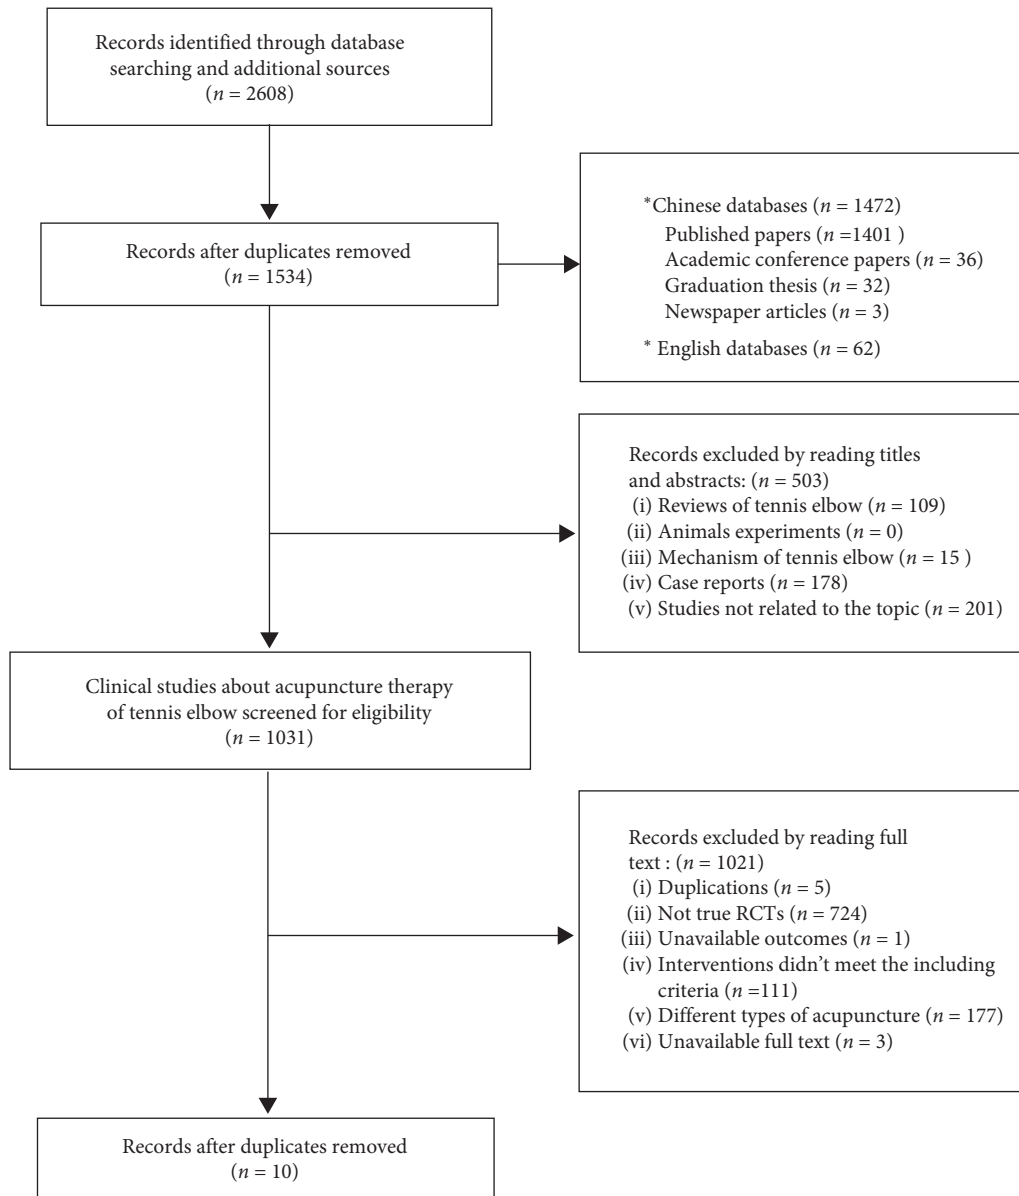 Records identified through database
searching and additional sources
(n = 2608)
Records after duplicates removed
(n = 1534)
*Chinese databases (n = 1472)
Published papers (n =1401 )
Academic conference papers (n = 36)
Graduation thesis (n = 32)
Newspaper articles (n = 3)
* English databases (n = 62)
Records excluded by reading titles
and abstracts: (n = 503)
(i) Reviews of tennis elbow (n = 109)
(ii) Animals experiments (n = 0)
(iii) Mechanism of tennis elbow (n = 15 )
(iv) Case reports (n = 178)
(v) Studies not related to the topic (n = 201)
Clinical studies about acupuncture therapy
of tennis elbow screened for eligibility
(n = 1031)
Records excluded by reading full
text : (n = 1021)
(i) Duplications (n = 5)
(ii) Not true RCTs (n = 724)
(iii) Unavailable outcomes (n = 1)
(iv) Interventions didn't meet the including
criteria (n =111)
(v) Different types of acupuncture (n = 177)
(vi) Unavailable full text (n = 3)
Records after duplicates removed
(n = 10)